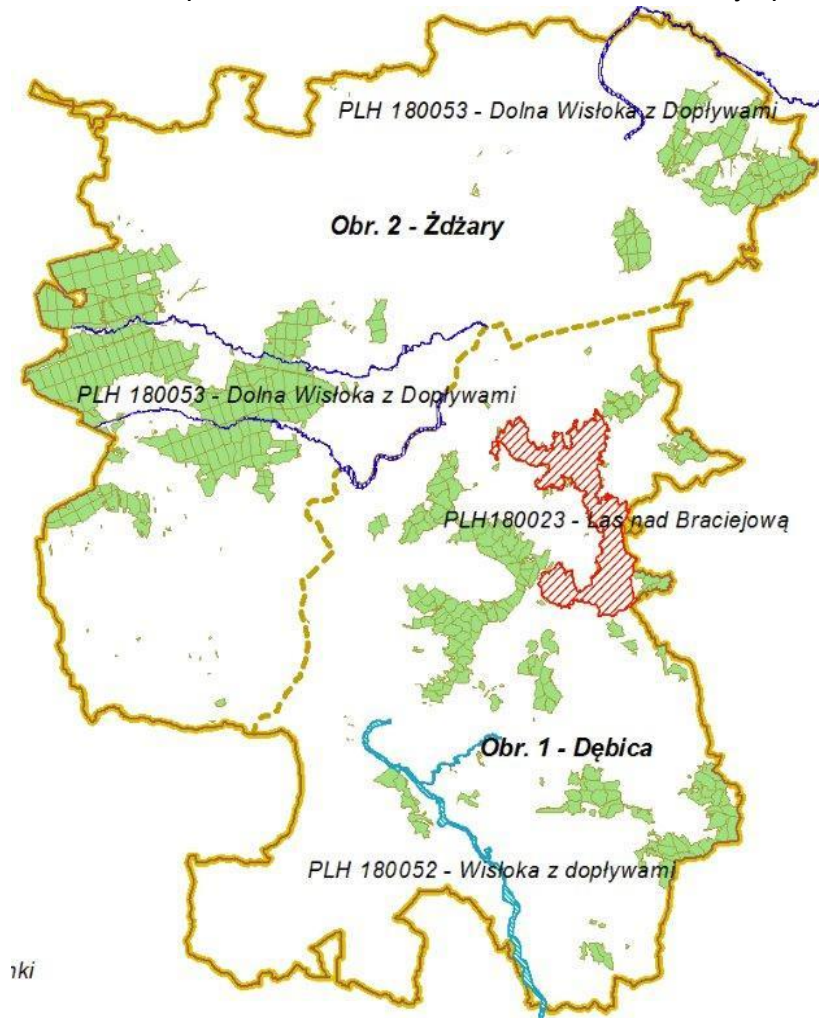 PLH 180053 - Dolna Wisłoka z Dopływami
Obr. 2 - Żdżary
PLH 180053 - Dolna Wisłoka z Dopływami
PLH180023 - Las nad Braciejową
Obr. 1 - Dębica
PLH 180052 - Wisłoka z dopływami